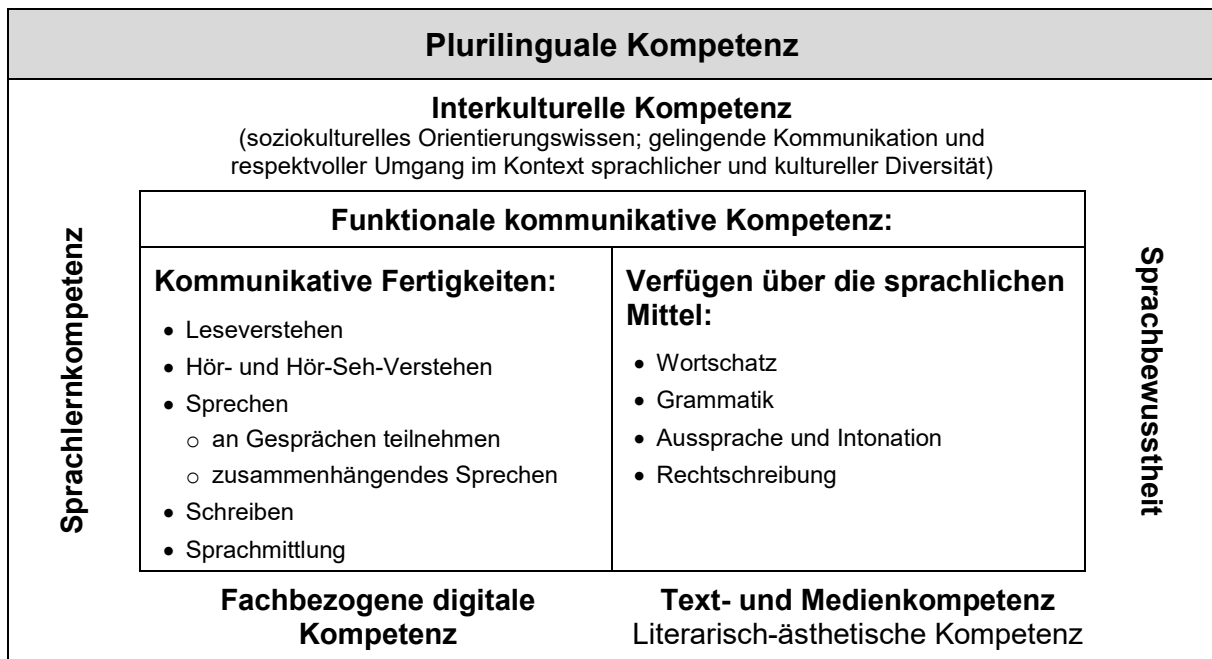 Plurilinguale Kompetenz
Interkulturelle Kompetenz
(soziokulturelles Orientierungswissen; gelingende Kommunikation und
respektvoller Umgang im Kontext sprachlicher und kultureller Diversität)
Sprachlernkompetenz
Funktionale kommunikative Kompetenz:
Kommunikative Fertigkeiten:
• Leseverstehen
• Hör- und Hör-Seh-Verstehen
• Sprechen
o an Gesprächen teilnehmen
o zusammenhängendes Sprechen
• Schreiben
• Sprachmittlung
Verfügen über die sprachlichen
Mittel:
• Wortschatz
• Grammatik
• Aussprache und Intonation
• Rechtschreibung
Sprachbewusstheit
Fachbezogene digitale
Kompetenz
Text- und Medienkompetenz
Literarisch-ästhetische Kompetenz